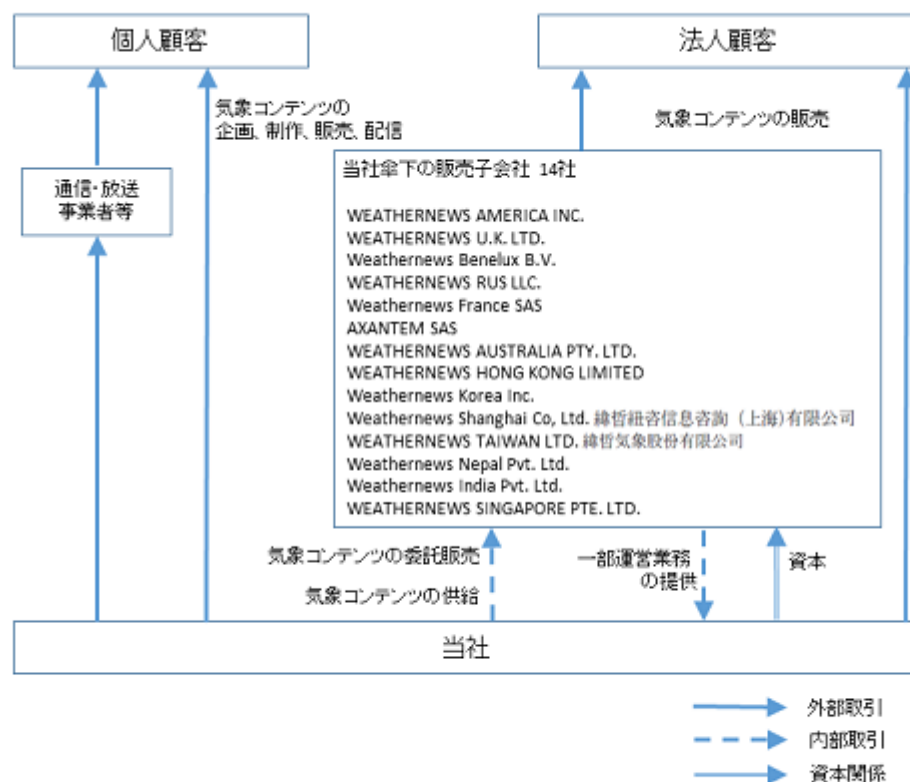 個人顧客
法人顧客
気象コンテンツの
企画、制作、販売、配信
気象コンテンツの販売
通信・放送
事業者等
当社傘下の販売子会社 14社
WEATHERNEWS AMERICA INC.
WEATHERNEWS U.K. LTD.
Weathernews Benelux B.V.
WEATHERNEWS RUS LLC.
Weathernews France SAS
AXANTEM SAS
WEATHERNEWS AUSTRALIA PTY. LTD.
WEATHERNEWS HONG KONG LIMITED
Weathernews Korea Inc.
Weathernews Shanghai Co, Ltd. 緯哲紐咨信息咨詢 (上海)有限公司
WEATHERNEWS TAIWAN LTD. 緯哲気象股份有限公司
Weathernews Nepal Pvt. Ltd.
Weathernews India Pvt. Ltd.
WEATHERNEWS SINGAPORE PTE. LTD.
気象コンテンツの委託販売
気象コンテンツの供給
一部運営業務
の提供
資本
当社
外部取引
内部取引
資本関係